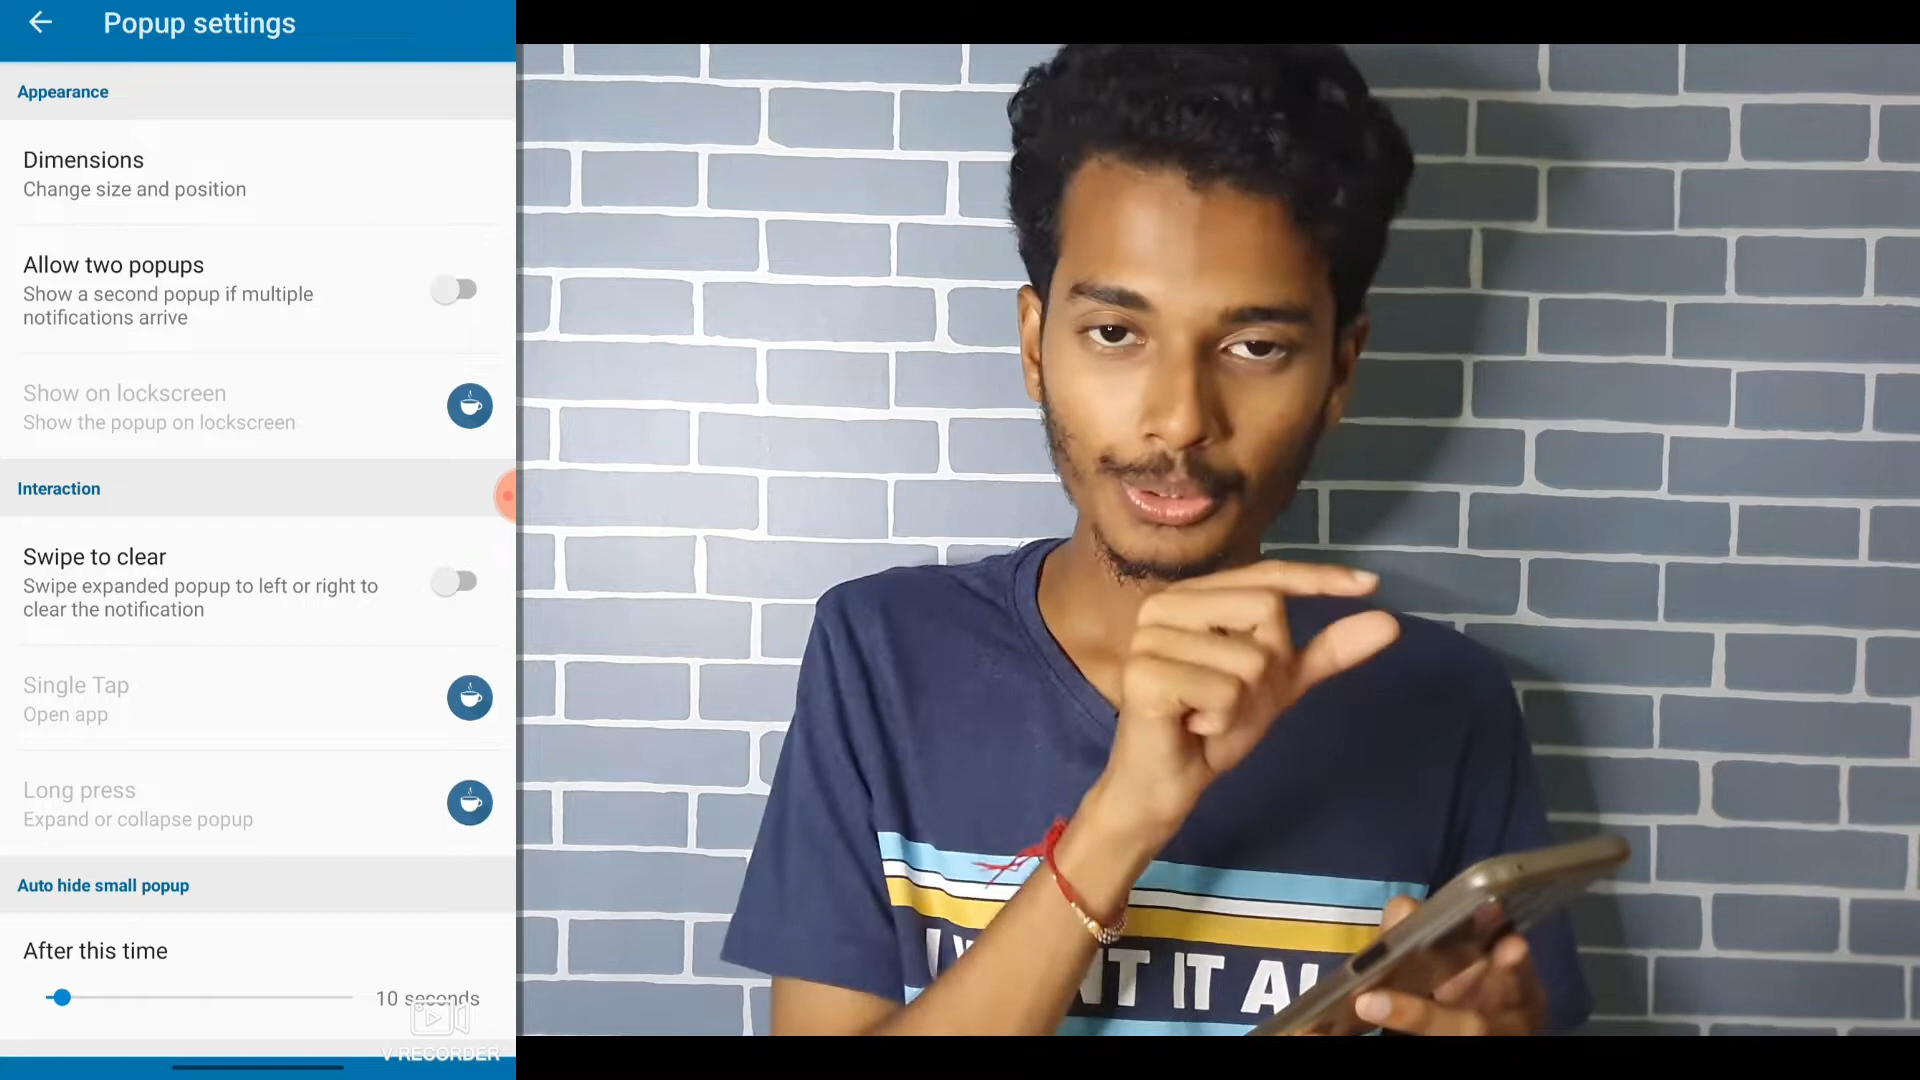 Popup settings
Appearance
Dimensions
Change size and position
Allow two popups
Show a second popup if multiple
notifications arrive
Show on lockscreen
Show the popup on lockscreen
Interaction
Swipe to clear
Swipe expanded popup to left or right to
clear the notification
Single Tap
Open app
Long press
Expand or collapse popup
Auto hide small popup
After this time
10 seconds
V RECORDER
IT